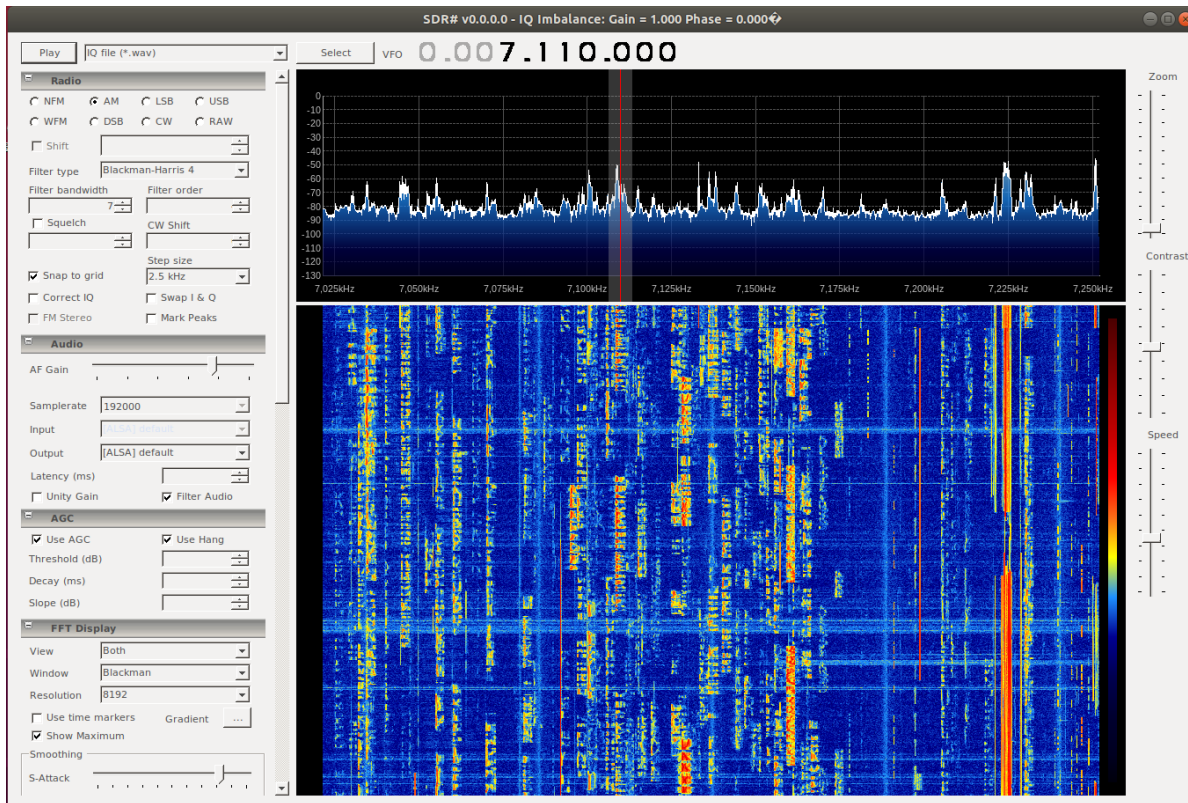 SDR# v0.0.0.0 - IQ Imbalance: Gain = 1.000 Phase = 0.000�
Play IQ file (*.wav) Select VFO 0.007.110.000
Radio
NFM AM LSB USB
WFM DSB CW RAW
Shift
Filter type Blackman-Harris 4
Filter bandwidth Filter order
7
Squelch CW Shift
Step size
Snap to grid 2.5 kHz
Correct IQ Swap I & Q
FM Stereo Mark Peaks
Audio
AF Gain
Samplerate 192000
Input [ALSA] default
Output [ALSA] default
Latency (ms)
Unity Gain Filter Audio
AGC
Use AGC Use Hang
Threshold (dB)
Decay (ms)
Slope (dB)
FFT Display
View Both
Window Blackman
Resolution 8192
Use time markers Gradient ...
Show Maximum
Smoothing
S-Attack
0
-10
-20
-30
-40
-50
-60
-70
-80
-90
-100
-110
-120
-130
7,025kHz 7,050kHz 7,075kHz 7,100kHz 7,125kHz 7,150kHz 7,175kHz 7,200kHz 7,225kHz 7,250kHz
Zoom
Contrast
Speed